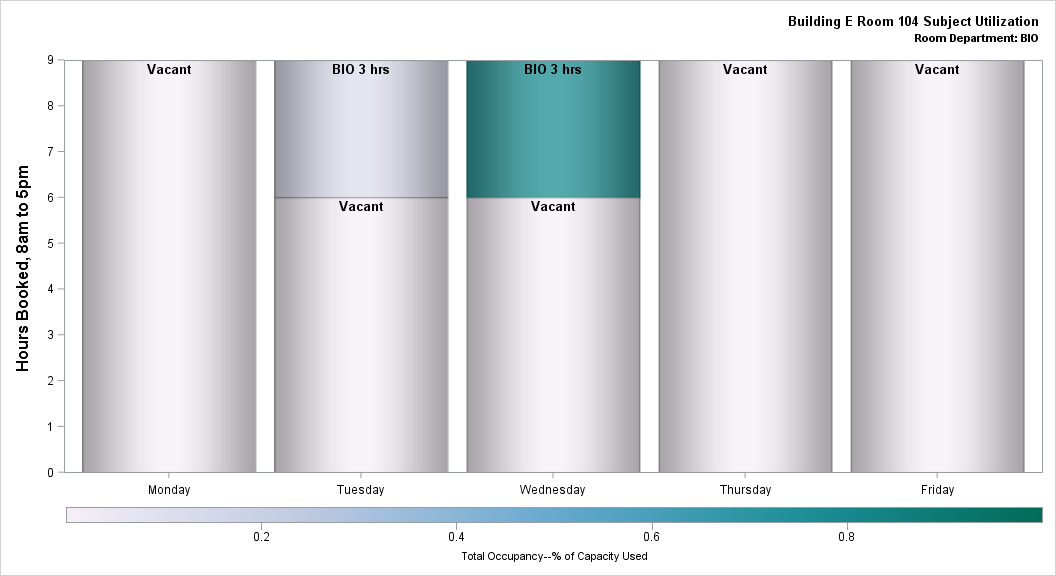 Building E Room 104 Subject Utilization
Room Department: BIO
Hours Booked, 8am to 5pm
9
8
7
6
5
4
3
2
1
0
Vacant
BIO 3 hrs
BIO 3 hrs
Vacant
Vacant
Vacant
Vacant
Monday
Tuesday
Wednesday
Thursday
Friday
0.2
0.4
0.6
0.8
Total Occupancy--% of Capacity Used